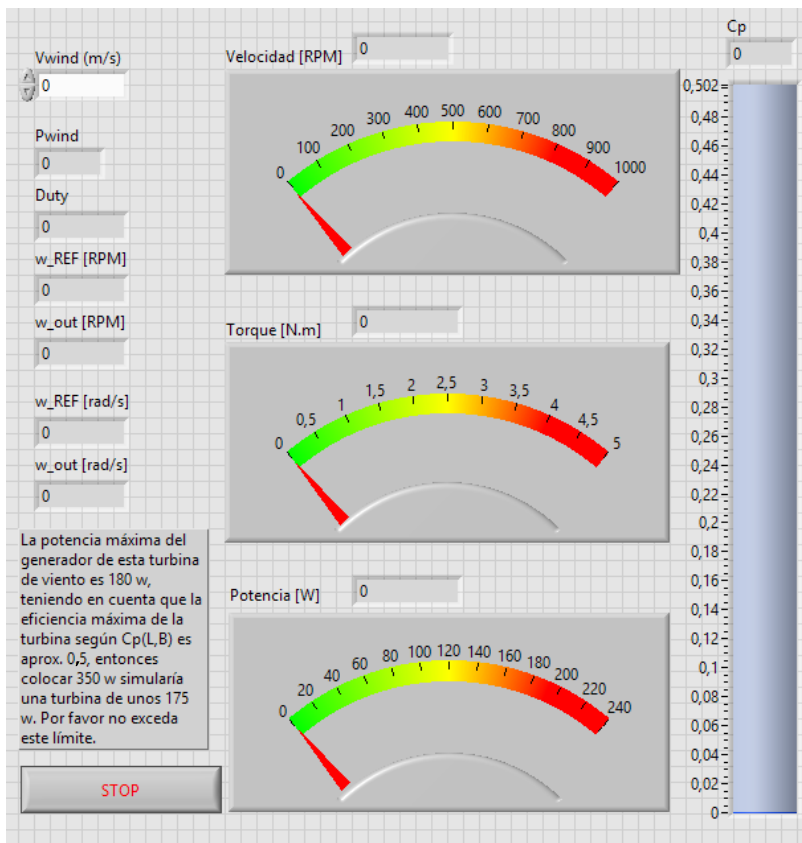 Vwind (m/s)
0
Pwind
0
Duty
0
w_REF [RPM]
0
w_out [RPM]
0
w_REF [rad/s]
0
w_out [rad/s]
0
La potencia máxima del
generador de esta turbina
de viento es 180 w,
teniendo en cuenta que la
eficiencia máxima de la
turbina según Cp(L,B) es
aprox. 0,5, entonces
colocar 350 w simularía
una turbina de unos 175
w. Por favor no exceda
este límite.
STOP
Velocidad [RPM] 0
0 100 200 300 400 500 600 700 800 900 1000
Torque [N.m] 0
0 0,5 1 1,5 2 2,5 3 3,5 4 4,5 5
Potencia [W] 0
0 20 40 60 80 100 120 140 160 180 200 220 240
Cp
0
0,502
0,48
0,46
0,44
0,42
0,4
0,38
0,36
0,34
0,32
0,3
0,28
0,26
0,24
0,22
0,2
0,18
0,16
0,14
0,12
0,1
0,08
0,06
0,04
0,02
0